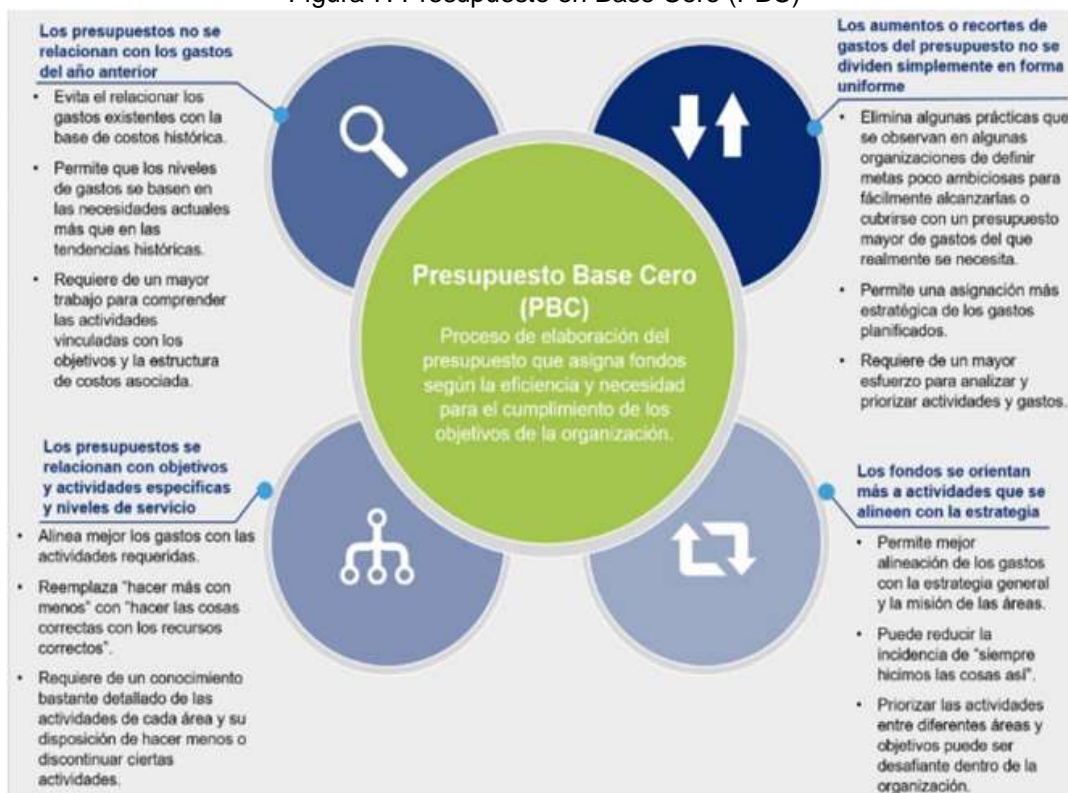 Figura 7. Presupuesto en Base Cero (PBC)
Los presupuestos no se
relacionan con los gastos
del año anterior
• Evita el relacionar los
gastos existentes con la
base de costos histórica.
• Permite que los niveles
de gastos se basen en
las necesidades actuales
más que en las
tendencias históricas.
• Requiere de un mayor
trabajo para comprender
las actividades
vinculadas con los
objetivos y la estructura
de costos asociada.
Los aumentos o recortes de
gastos del presupuesto no se
dividen simplemente en forma
uniforme
• Elimina algunas prácticas que
se observan en algunas
organizaciones de definir
metas poco ambiciosas para
fácilmente alcanzarlas o
cubrirse con un presupuesto
mayor de gastos del que
realmente se necesita.
• Permite una asignación más
estratégica de los gastos
planificados.
• Requiere de un mayor
esfuerzo para analizar y
priorizar actividades y gastos.
Presupuesto Base Cero
(PBC)
Proceso de elaboración del
presupuesto que asigna fondos
según la eficiencia y necesidad
para el cumplimiento de los
objetivos de la organización.
Los presupuestos se
relacionan con objetivos
y actividades específicas
y niveles de servicio
• Alinea mejor los gastos con las
actividades requeridas.
• Reemplaza "hacer más con
menos" con "hacer las cosas
correctas con los recursos
correctos".
• Requiere de un conocimiento
bastante detallado de las
actividades de cada área y su
disposición de hacer menos o
discontinuar ciertas
actividades.
Los fondos se orientan
más a actividades que se
alineen con la estrategia
• Permite mejor
alineación de los gastos
con la estrategia general
y la misión de las áreas.
• Puede reducir la
incidencia de "siempre
hicimos las cosas así".
• Priorizar las actividades
entre diferentes áreas y
objetivos puede ser
desafiante dentro de la
organización.